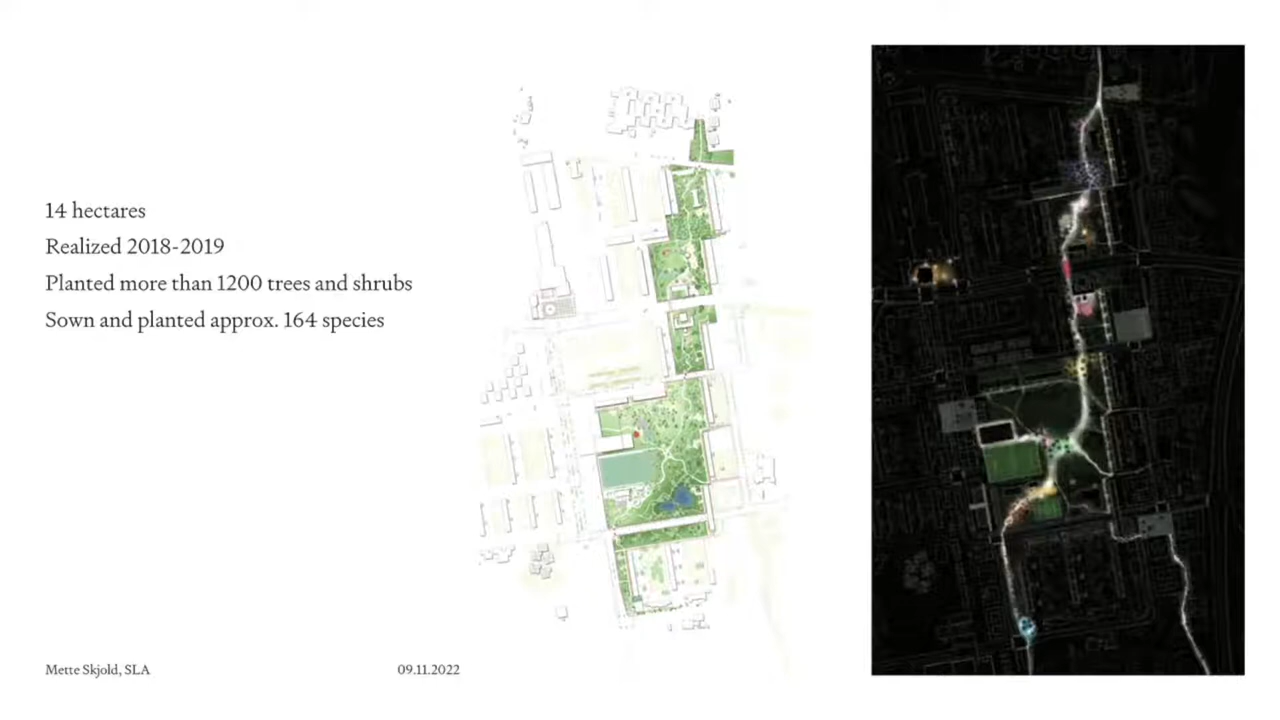 14 hectares
Realized 2018-2019
Planted more than 1200 trees and shrubs
Sown and planted approx. 164 species
Mette Skjold, SLA
09.11.2022